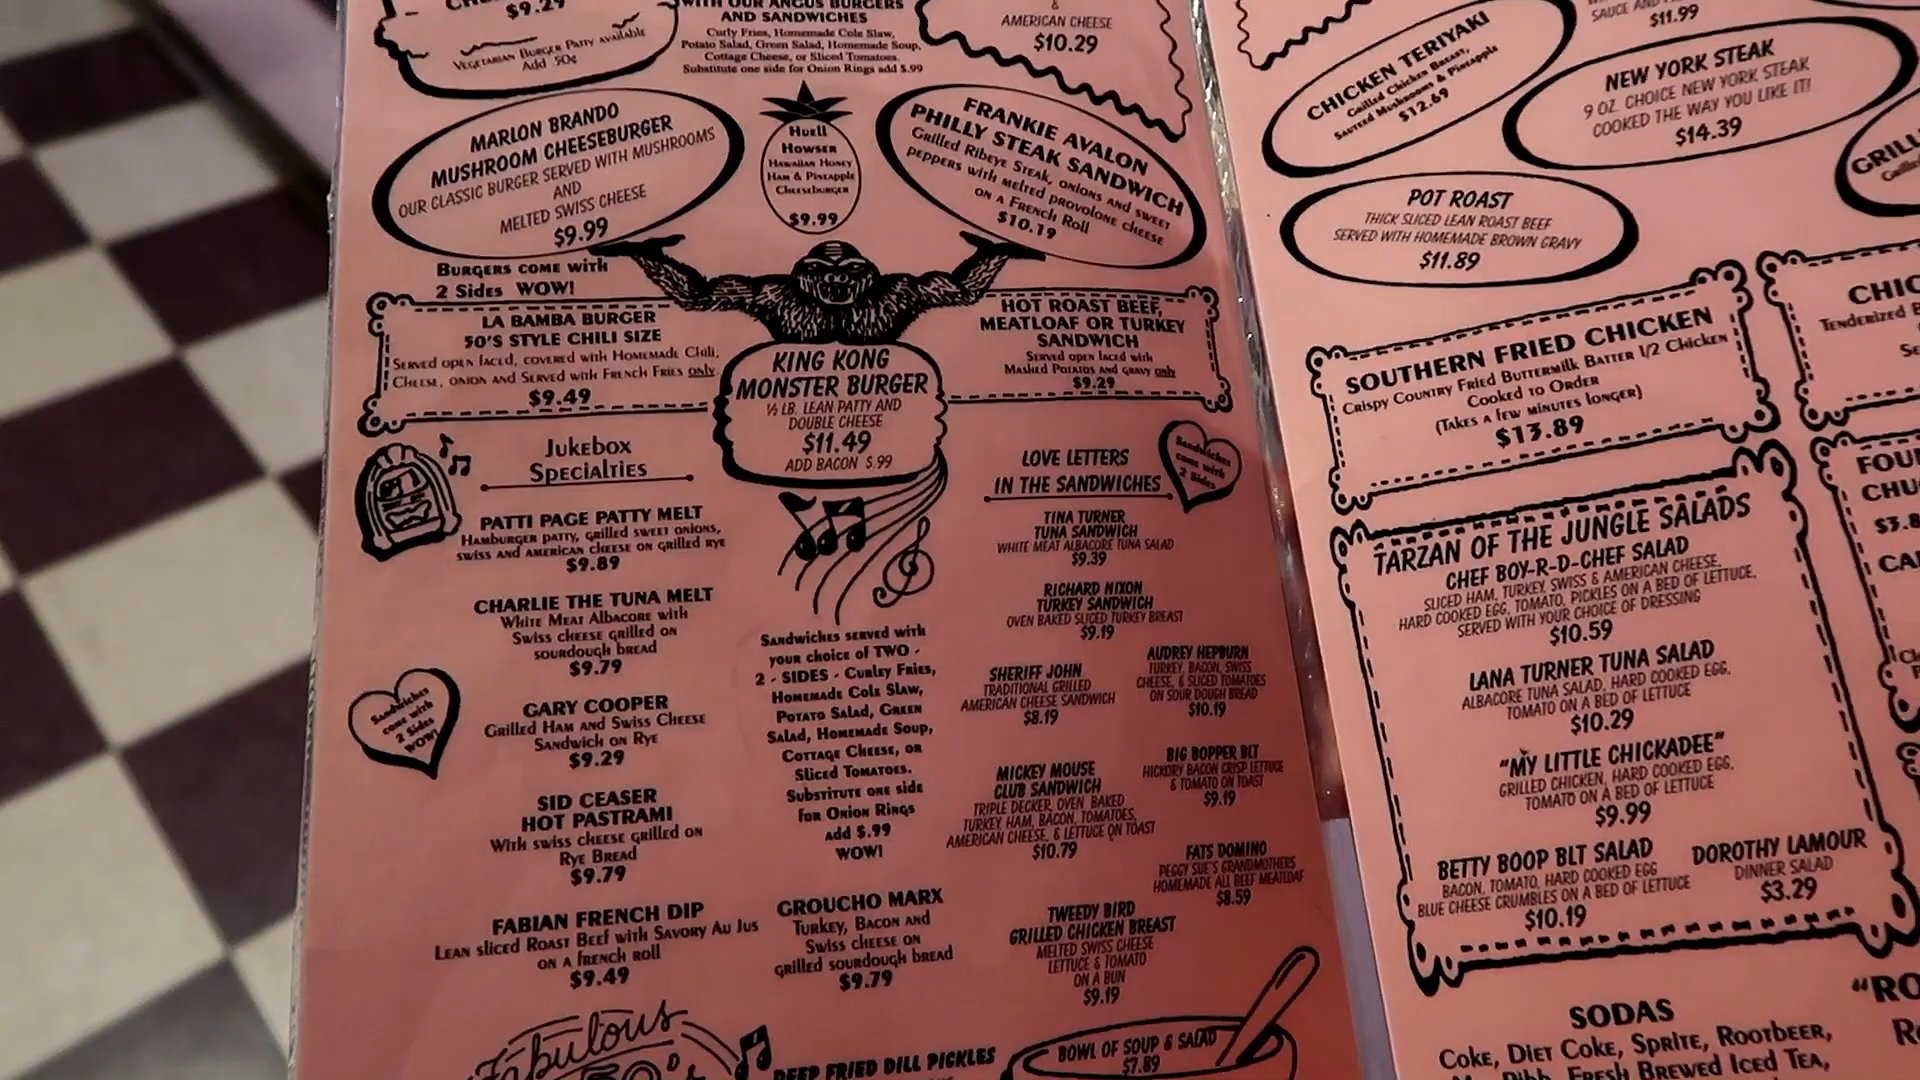 $9.29
VEGETARIAN BURGER PATTY AVAILABLE
ADD 50¢
WITH OUR ANGUS BURGERS
AND SANDWICHES
Curly Fries, Homemade Cole Slaw,
Potato Salad, Green Salad, Homemade Soup,
Cottage Cheese, or Sliced Tomatoes.
Substitute one side for Onion Rings add $.99
&
AMERICAN CHEESE
$10.29
MARLON BRANDO
MUSHROOM CHEESEBURGER
OUR CLASSIC BURGER SERVED WITH MUSHROOMS
AND
MELTED SWISS CHEESE
$9.99
Huell
Howser
Hawaiian Honey
Ham & Pineapple
Cheeseburger
$9.99
FRANKIE AVALON
PHILLY STEAK SANDWICH
Grilled Ribeye Steak, onions and sweet
peppers with melted provolone cheese
on a French Roll
$10.19
Burgers come with
2 Sides WOW!
LA BAMBA BURGER
50'S STYLE CHILI SIZE
Served open faced, covered with Homemade Chili,
Cheese, onion and Served with French Fries only
$9.49
KING KONG
MONSTER BURGER
½ LB. LEAN PATTY AND
DOUBLE CHEESE
$11.49
ADD BACON $.99
HOT ROAST BEEF,
MEATLOAF OR TURKEY
SANDWICH
Served open faced with
Mashed Potatoes and gravy only
$9.29
Jukebox
Specialties
PATTI PAGE PATTY MELT
Hamburger patty, grilled sweet onions,
swiss and american cheese on grilled rye
$9.89
CHARLIE THE TUNA MELT
White Meat Albacore with
Swiss cheese grilled on
sourdough bread
$9.79
Sandwiches
come with
2 Sides
WOW!
GARY COOPER
Grilled Ham and Swiss Cheese
Sandwich on Rye
$9.29
SID CEASER
HOT PASTRAMI
With swiss cheese grilled on
Rye Bread
$9.79
FABIAN FRENCH DIP
Lean sliced Roast Beef with Savory Au Jus
on a french roll
$9.49
Sandwiches served with
your choice of TWO -
2 - SIDES - Curley Fries,
Homemade Cole Slaw,
Potato Salad, Green
Salad, Homemade Soup,
Cottage Cheese, or
Sliced Tomatoes.
Substitute one side
for Onion Rings
add $.99
WOW!
GROUCHO MARX
Turkey, Bacon and
Swiss cheese on
grilled sourdough bread
$9.79
LOVE LETTERS
IN THE SANDWICHES
Sandwiches
come with
2 Sides
TINA TURNER
TUNA SANDWICH
WHITE MEAT ALBACORE TUNA SALAD
$9.39
RICHARD NIXON
TURKEY SANDWICH
OVEN BAKED SLICED TURKEY BREAST
$9.19
SHERIFF JOHN
TRADITIONAL GRILLED
AMERICAN CHEESE SANDWICH
$8.19
AUDREY HEPBURN
TURKEY, BACON, SWISS
CHEESE, & SLICED TOMATOES
ON SOUR DOUGH BREAD
$10.19
MICKEY MOUSE
CLUB SANDWICH
TRIPLE DECKER, OVEN BAKED
TURKEY, HAM, BACON, TOMATOES,
AMERICAN CHEESE, & LETTUCE ON TOAST
$10.79
BIG BOPPER BLT
HICKORY BACON CRISP LETTUCE
& TOMATO ON TOAST
$9.19
FATS DOMINO
PEGGY SUE'S GRANDMOTHERS
HOMEMADE ALL BEEF MEATLOAF
$8.59
TWEEDY BIRD
GRILLED CHICKEN BREAST
MELTED SWISS CHEESE
LETTUCE & TOMATO
ON A BUN
$9.19
Fabulous
50'
DEEP FRIED DILL PICKLES
BOWL OF SOUP & SALAD
$7.89
SAUCE AND
$11.99
CHICKEN TERIYAKI
Grilled Chicken Breast,
Sauteed Mushrooms & Pineapple
$12.69
NEW YORK STEAK
9 OZ. CHOICE NEW YORK STEAK
COOKED THE WAY YOU LIKE IT!
$14.39
POT ROAST
THICK SLICED LEAN ROAST BEEF
SERVED WITH HOMEMADE BROWN GRAVY
$11.89
SOUTHERN FRIED CHICKEN
Crispy Country Fried Buttermilk Batter 1/2 Chicken
Cooked to Order
(Takes a few minutes longer)
$13.89
TARZAN OF THE JUNGLE SALADS
CHEF BOY-R-D-CHEF SALAD
SLICED HAM, TURKEY, SWISS & AMERICAN CHEESE,
HARD COOKED EGG, TOMATO, PICKLES ON A BED OF LETTUCE,
SERVED WITH YOUR CHOICE OF DRESSING
$10.59
LANA TURNER TUNA SALAD
ALBACORE TUNA SALAD, HARD COOKED EGG,
TOMATO ON A BED OF LETTUCE
$10.29
"MY LITTLE CHICKADEE"
GRILLED CHICKEN, HARD COOKED EGG,
TOMATO ON A BED OF LETTUCE
$9.99
BETTY BOOP BLT SALAD
BACON, TOMATO, HARD COOKED EGG
BLUE CHEESE CRUMBLES ON A BED OF LETTUCE
$10.19
DOROTHY LAMOUR
DINNER SALAD
$3.29
SODAS
Coke, Diet Coke, Sprite, Rootbeer,
Fresh Brewed Iced Tea,